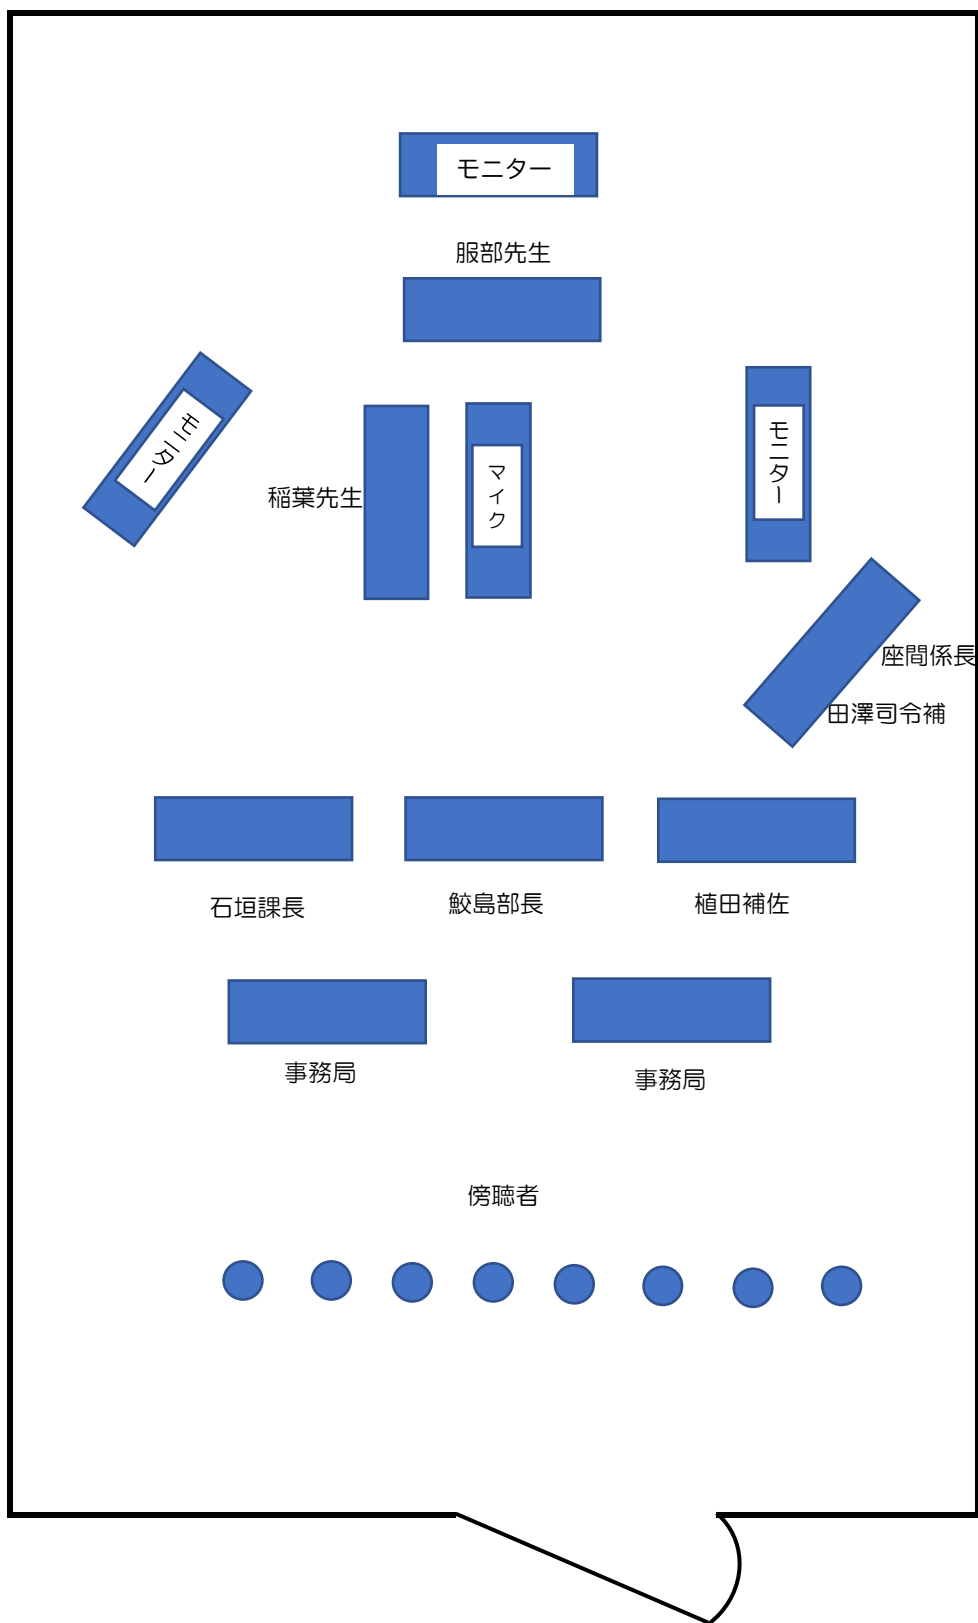 モニター
服部先生
モニター
稲葉先生
マイク
モニター
座間係長
田澤司令補
石垣課長
鮫島部長
植田補佐
事務局
事務局
傍聴者